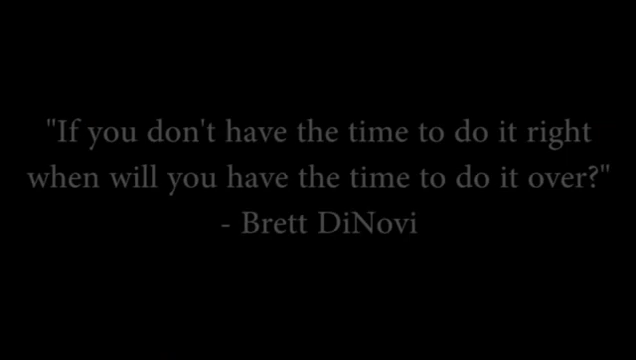 "If you don't have the time to do it right
when will you have the time to do it over?"
- Brett DiNovi